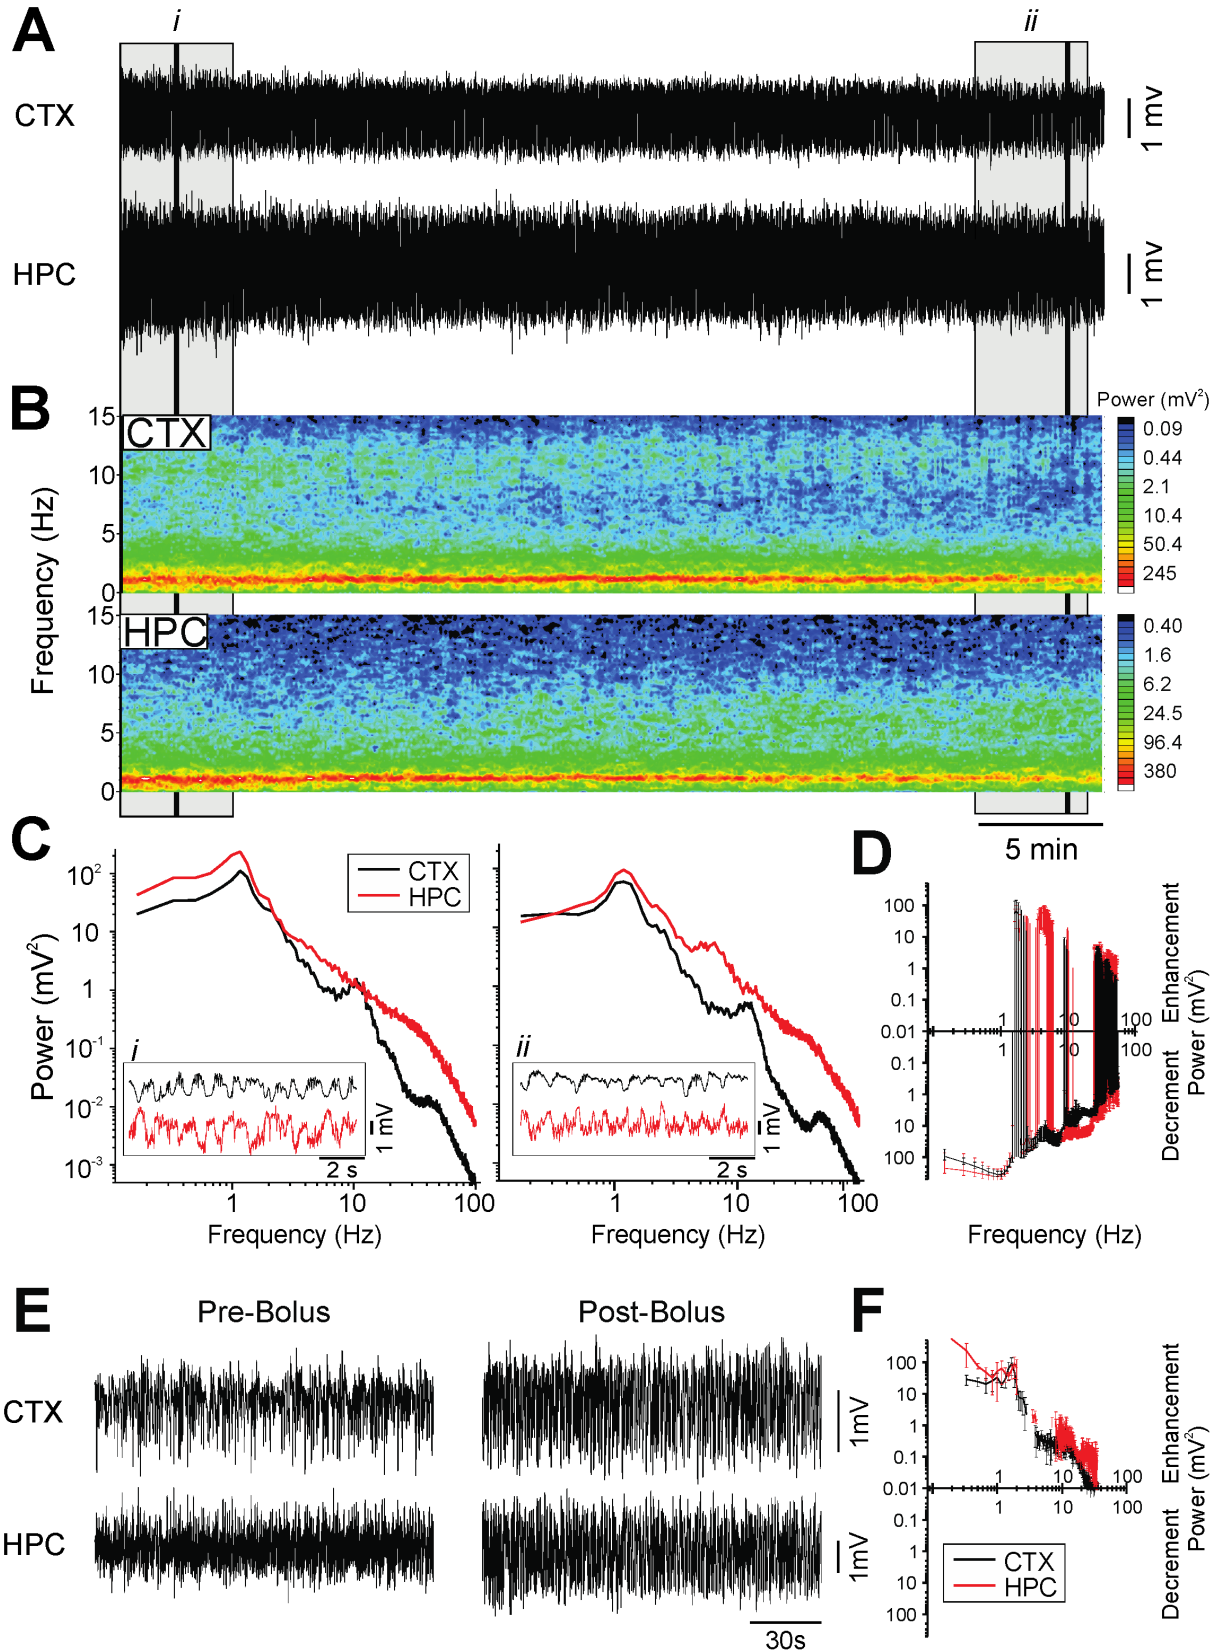 A
i
ii
CTX
1 mv
HPC
1 mv
B
Power (mV²)
CTX
15
10
5
0
0.09
0.44
2.1
10.4
50.4
245
Frequency (Hz)
HPC
15
10
5
0
0.40
1.6
6.2
24.5
96.4
380
5 min
C
CTX
HPC
10²
10
1
10⁻¹
10⁻²
10⁻³
Power (mV²)
i
1 mV
2 s
ii
1 mV
2 s
1 10 100
1 10 100
Frequency (Hz)
Frequency (Hz)
D
100
10
1
0.1
0.01
0.1
1
10
100
1 10 100
1 10 100
Enhancement
Decrement
Power (mV²)
Frequency (Hz)
E
Pre-Bolus
Post-Bolus
CTX
1mV
HPC
1mV
30s
F
100
10
1
0.1
0.01
0.1
1
10
100
1 10 100
1 10 100
Enhancement
Decrement
Power (mV²)
CTX
HPC